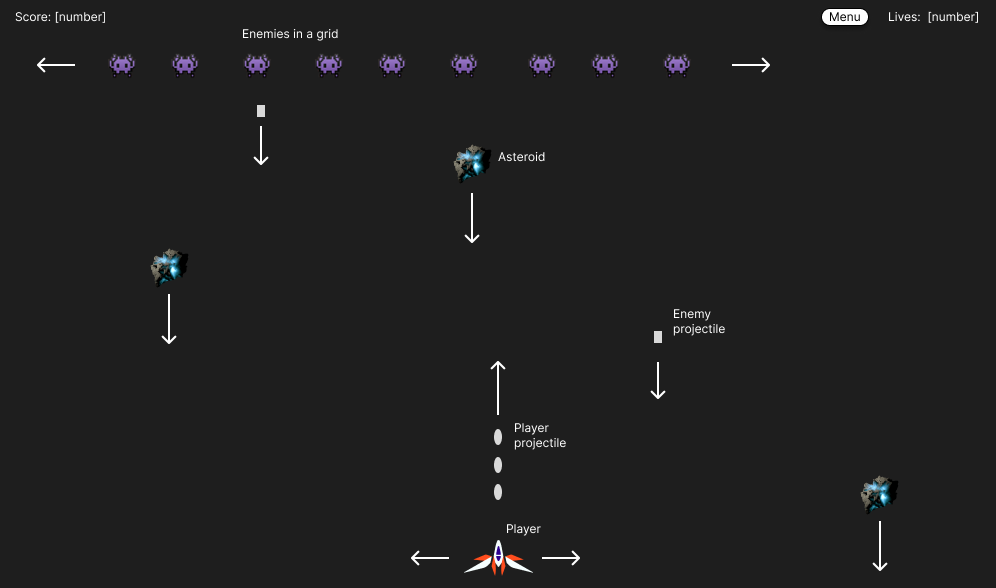 Score: [number]
Menu
Lives: [number]
Enemies in a grid
Asteroid
Enemy
projectile
Player
projectile
Player